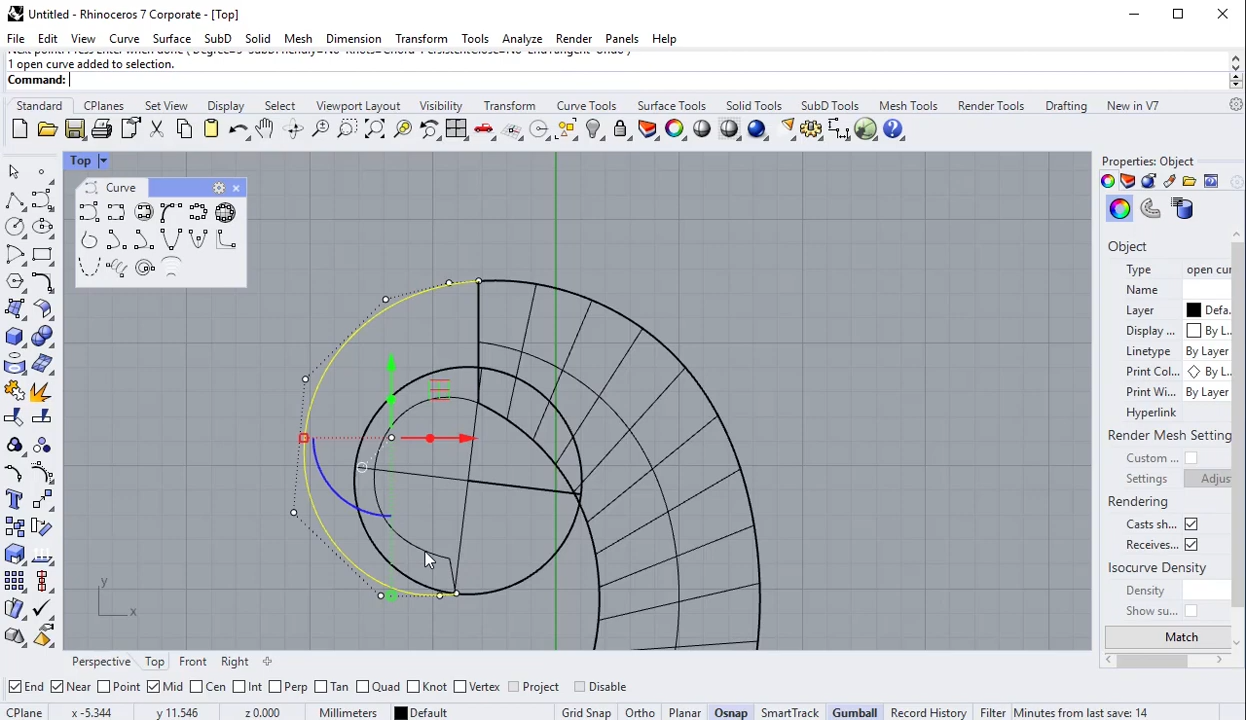 Untitled - Rhinoceros 7 Corporate - [Top]
File Edit View Curve Surface SubD Solid Mesh Dimension Transform Tools Analyze Render Panels Help
1 open curve added to selection.
Command:
Standard CPlanes Set View Display Select Viewport Layout Visibility Transform Curve Tools Surface Tools Solid Tools SubD Tools Mesh Tools Render Tools Drafting New in V7
Top
Properties: Object
Curve
Object
Type open cur
Name
Layer Defa.
Display ... By L...
Linetype By Layer
Print Col... By L...
Print Wi... By Layer
Hyperlink
Render Mesh Setting
Custom ...
Settings Adjus
Rendering
Casts sh...
Receives...
Isocurve Density
Density
Show su...
Match
y
x
Perspective Top Front Right
End Near Point Mid Cen Int Perp Tan Quad Knot Vertex Project Disable
CPlane x -5.344 y 11.546 z 0.000 Millimeters Default Grid Snap Ortho Planar Osnap SmartTrack Gumball Record History Filter Minutes from last save: 14